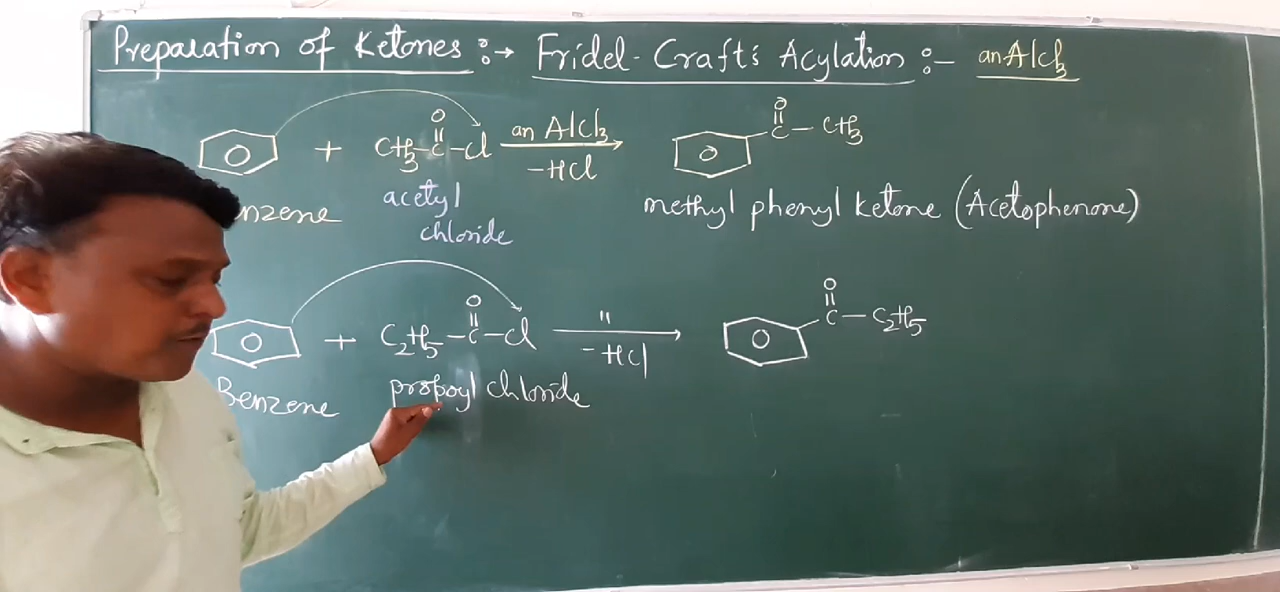 Preparation of Ketones :→ Fridel-Craft's Acylation :- an AlCl3
O O
CH3-C-Cl an AlCl3 C-CH3
+ -HCl
nzene acetyl chloride methyl phenyl ketone (Acetophenone)
O O
+ C2H5-C-Cl " C-C2H5
-HCl
Benzene propoyl chloride